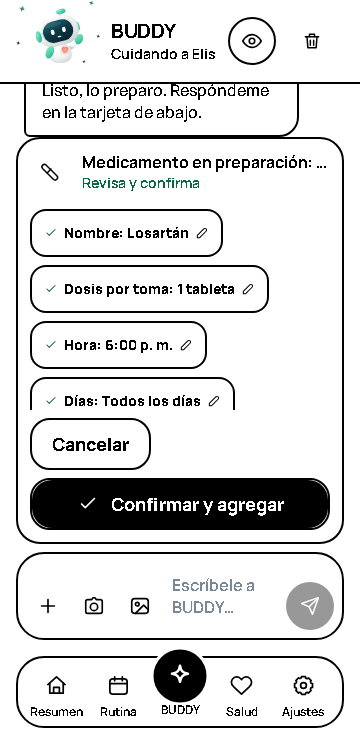 BUDDY
Cuidando a Elis
Listo, lo preparo. Respóndeme
en la tarjeta de abajo.
Medicamento en preparación: ...
Revisa y confirma
Nombre: Losartán
Dosis por toma: 1 tableta
Hora: 6:00 p. m.
Días: Todos los días
Cancelar
Confirmar y agregar
Escríbele a
BUDDY...
Resumen
Rutina
BUDDY
Salud
Ajustes